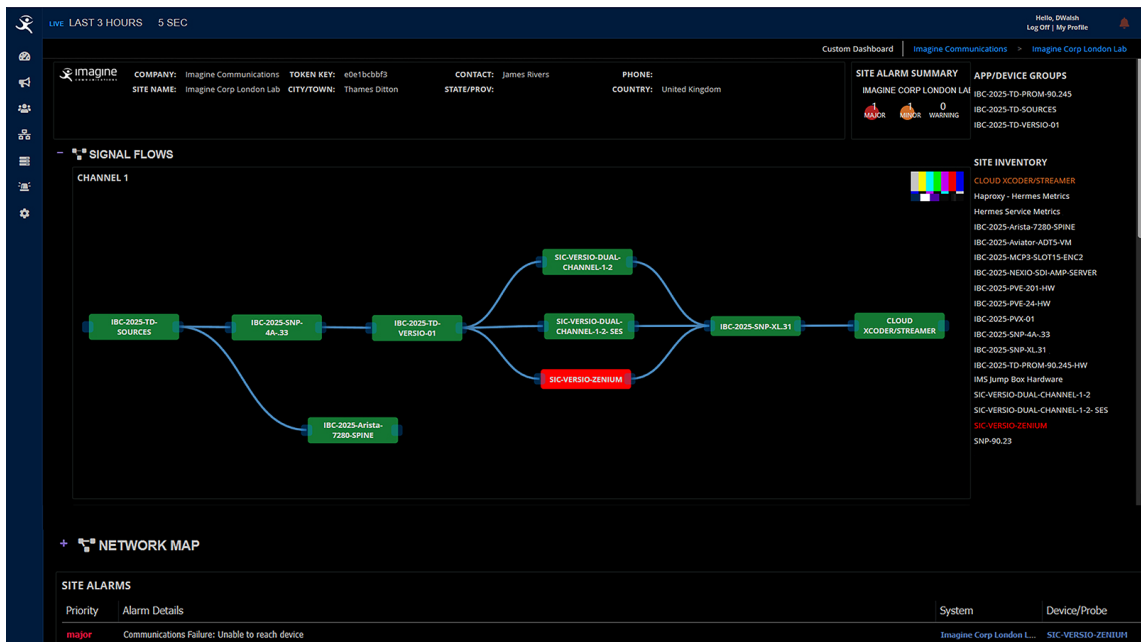 LIVE LAST 3 HOURS 5 SEC
Hello, DWalsh
Log Off | My Profile
Custom Dashboard
Imagine Communications > Imagine Corp London Lab
imagine
COMMUNICATIONS
COMPANY: Imagine Communications TOKEN KEY: e0e1bcbbf3 CONTACT: James Rivers PHONE:
SITE NAME: Imagine Corp London Lab CITY/TOWN: Thames Ditton STATE/PROV: COUNTRY: United Kingdom
SITE ALARM SUMMARY
IMAGINE CORP LONDON LAB
1 1 0
MAJOR MINOR WARNING
APP/DEVICE GROUPS
IBC-2025-TD-PROM-90.245
IBC-2025-TD-SOURCES
IBC-2025-TD-VERSIO-01
- SIGNAL FLOWS
CHANNEL 1
SIC-VERSIO-DUAL-
CHANNEL-1-2
IBC-2025-TD-
SOURCES
IBC-2025-SNP-
4A-.33
IBC-2025-TD-
VERSIO-01
SIC-VERSIO-DUAL-
CHANNEL-1-2- SES
IBC-2025-SNP-XL.31
CLOUD
XCODER/STREAMER
SIC-VERSIO-ZENIUM
IBC-2025-Arista-
7280-SPINE
SITE INVENTORY
CLOUD XCODER/STREAMER
Haproxy - Hermes Metrics
Hermes Service Metrics
IBC-2025-Arista-7280-SPINE
IBC-2025-Aviator-ADT5-VM
IBC-2025-MCP3-SLOT15-ENC2
IBC-2025-NEXIO-SDI-AMP-SERVER
IBC-2025-PVE-201-HW
IBC-2025-PVE-24-HW
IBC-2025-PVX-01
IBC-2025-SNP-4A-.33
IBC-2025-SNP-XL.31
IBC-2025-TD-PROM-90.245-HW
IMS Jump Box Hardware
SIC-VERSIO-DUAL-CHANNEL-1-2
SIC-VERSIO-DUAL-CHANNEL-1-2- SES
SIC-VERSIO-ZENIUM
SNP-90.23
+ NETWORK MAP
SITE ALARMS
Priority Alarm Details System Device/Probe
major Communications Failure: Unable to reach device Imagine Corp London L... SIC-VERSIO-ZENIUM